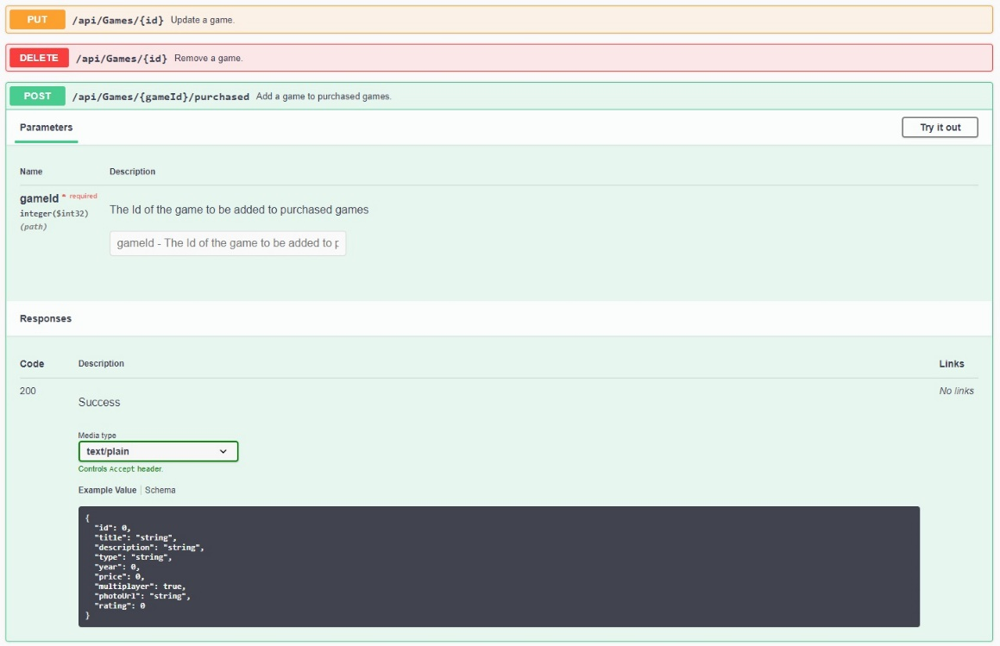 PUT /api/Games/{id} Update a game.
DELETE /api/Games/{id} Remove a game.
POST /api/Games/{gameId}/purchased Add a game to purchased games.
Parameters Try it out
Name Description
gameId * required
The Id of the game to be added to purchased games
integer($int32)
(path)
gameId - The Id of the game to be added to p
Responses
Code Description Links
200 No links
Success
Media type
text/plain
Controls Accept header.
Example Value Schema
{
"id": 0,
"title": "string",
"description": "string",
"type": "string",
"year": 0,
"price": 0,
"multiplayer": true,
"photoUrl": "string",
"rating": 0
}